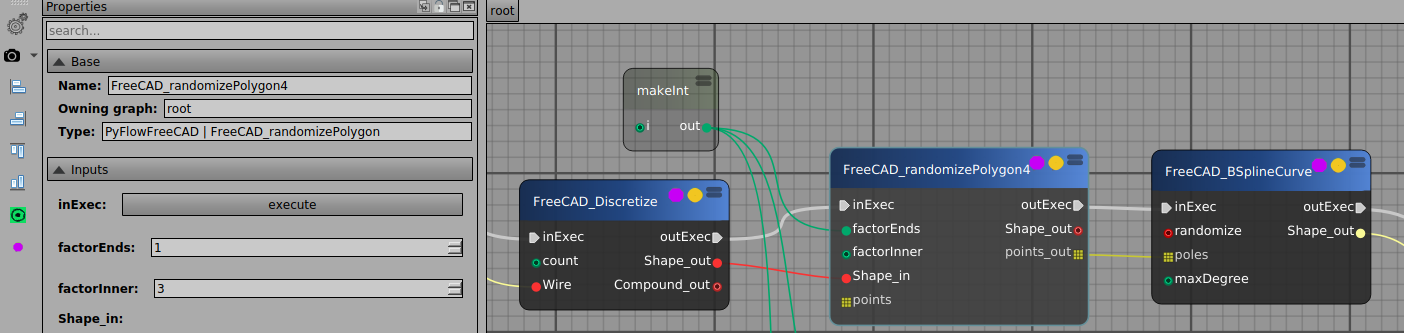 Properties
search...
Base
Name: FreeCAD_randomizePolygon4
Owning graph: root
Type: PyFlowFreeCAD | FreeCAD_randomizePolygon
Inputs
inExec: execute
factorEnds: 1
factorInner: 3
Shape_in:
root
makeInt
i out
FreeCAD_Discretize
inExec outExec
count Shape_out
Wire Compound_out
FreeCAD_randomizePolygon4
inExec outExec
factorEnds Shape_out
factorInner points_out
Shape_in
points
FreeCAD_BSplineCurve
inExec outExec
randomize Shape_out
poles
maxDegree